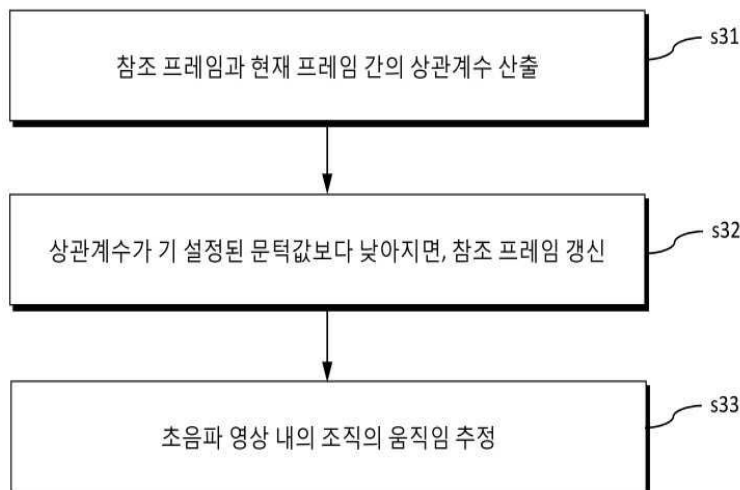 s31
참조 프레임과 현재 프레임 간의 상관계수 산출
s32
상관계수가 기 설정된 문턱값보다 낮아지면, 참조 프레임 갱신
s33
초음파 영상 내의 조직의 움직임 추정